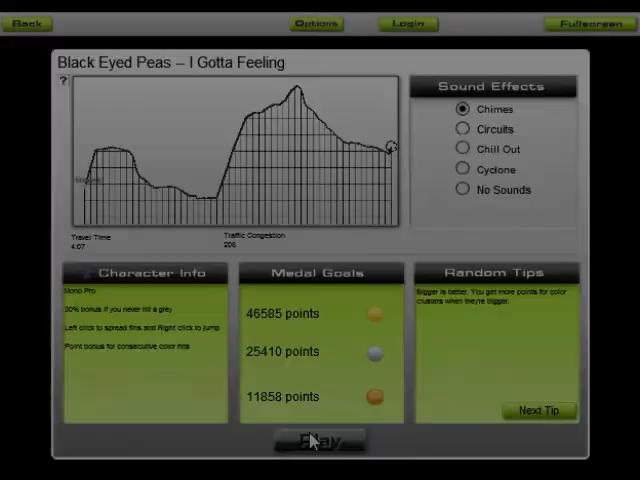 Back
Options
Login
Fullscreen
Black Eyed Peas – I Gotta Feeling
?
Sound Effects
Chimes
Circuits
Chill Out
Cyclone
No Sounds
Travel Time
4:07
Traffic Congestion
206
Character Info
Mono Pro
30% bonus if you never hit a grey
Left click to spread fins and Right click to jump
Point bonus for consecutive color hits
Medal Goals
46585 points
25410 points
11858 points
Random Tips
Bigger is better. You get more points for color
clusters when they're bigger.
Next Tip
Play